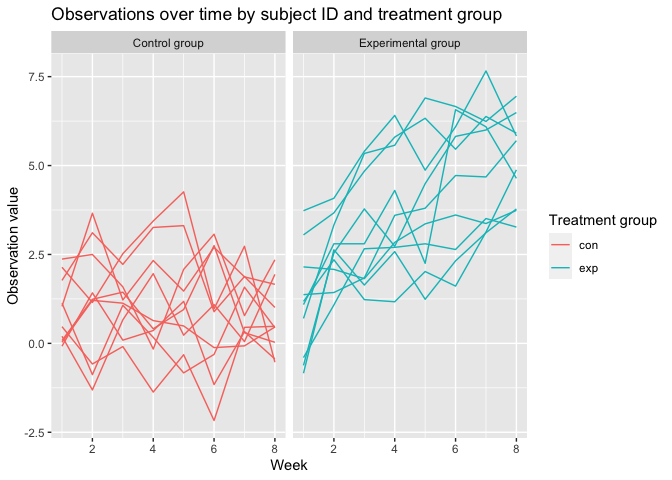 Observations over time by subject ID and treatment group
Control group
Experimental group
Observation value
7.5
5.0
2.5
0.0
-2.5
2 4 6 8
2 4 6 8
Week
Treatment group
con
exp